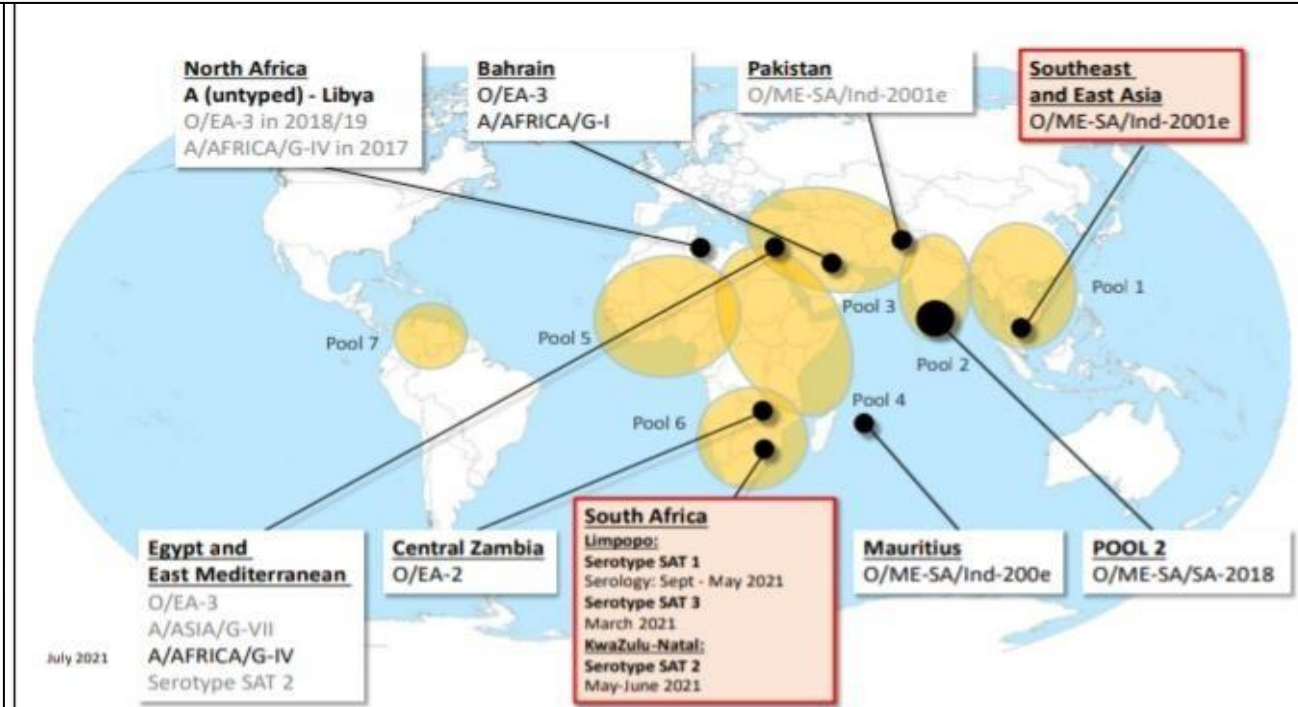 North Africa
A (untyped) - Libya
O/EA-3 in 2018/19
A/AFRICA/G-IV in 2017
Bahrain
O/EA-3
A/AFRICA/G-I
Pakistan
O/ME-SA/Ind-2001e
Southeast
and East Asia
O/ME-SA/Ind-2001e
Pool 1
Pool 3
Pool 5
Pool 7
Pool 2
Pool 4
Pool 6
Egypt and
East Mediterranean
O/EA-3
A/ASIA/G-VII
A/AFRICA/G-IV
Serotype SAT 2
Central Zambia
O/EA-2
South Africa
Limpopo:
Serotype SAT 1
Serology: Sept - May 2021
Serotype SAT 3
March 2021
KwaZulu-Natal:
Serotype SAT 2
May-June 2021
Mauritius
O/ME-SA/Ind-200e
POOL 2
O/ME-SA/SA-2018
July 2021